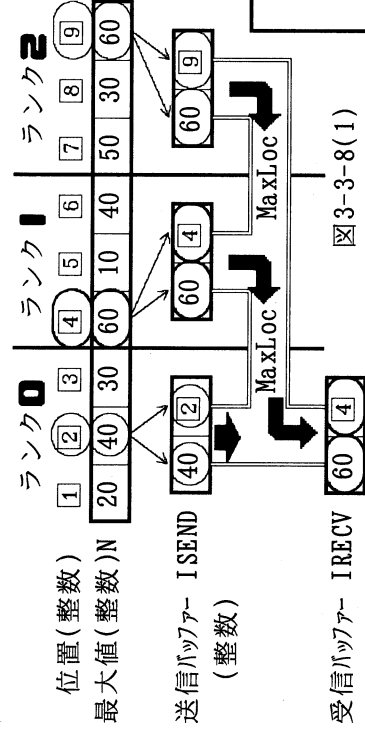 ランク0 ランク1 ランク2
位置(整数) 1 2 3 4 5 6 7 8 9
最大値(整数)N 20 40 30 60 10 40 50 30 60
送信バッファー ISEND 40 2 60 4 60 9
(整数)
MaxLoc MaxLoc
受信バッファー IRECV 60 4
図3-3-8(1)